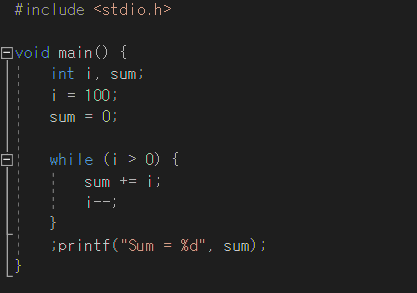 #include <stdio.h>
void main() {
int i, sum;
i = 100;
sum = 0;
while (i > 0) {
sum += i;
i--;
}
;printf("Sum = %d", sum);
}